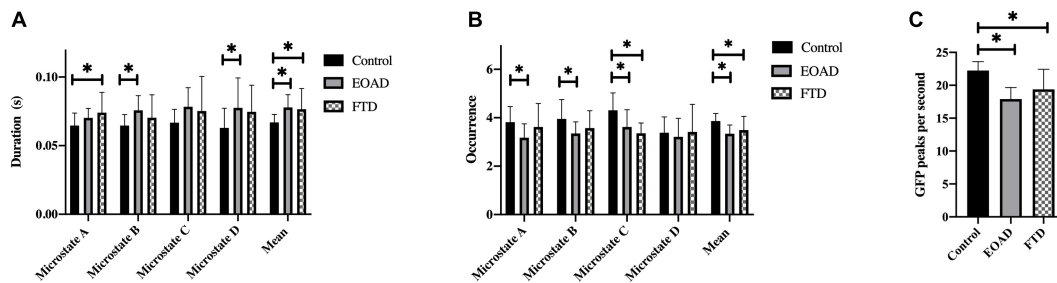 A
Duration (s)
0.10
0.05
0.00
*
*
*
*
*
Control
EOAD
FTD
Microstate A
Microstate B
Microstate C
Microstate D
Mean
B
Occurrence
6
4
2
0
*
*
*
*
*
*
Control
EOAD
FTD
Microstate A
Microstate B
Microstate C
Microstate D
Mean
C
GFP peaks per second
25
20
15
10
5
0
*
*
Control
EOAD
FTD